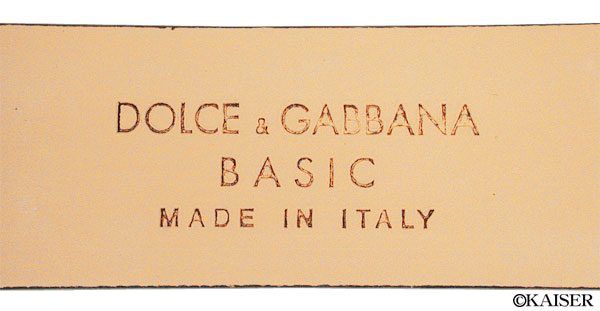 DOLCE & GABBANA
BASIC
MADE IN ITALY
©KAISER